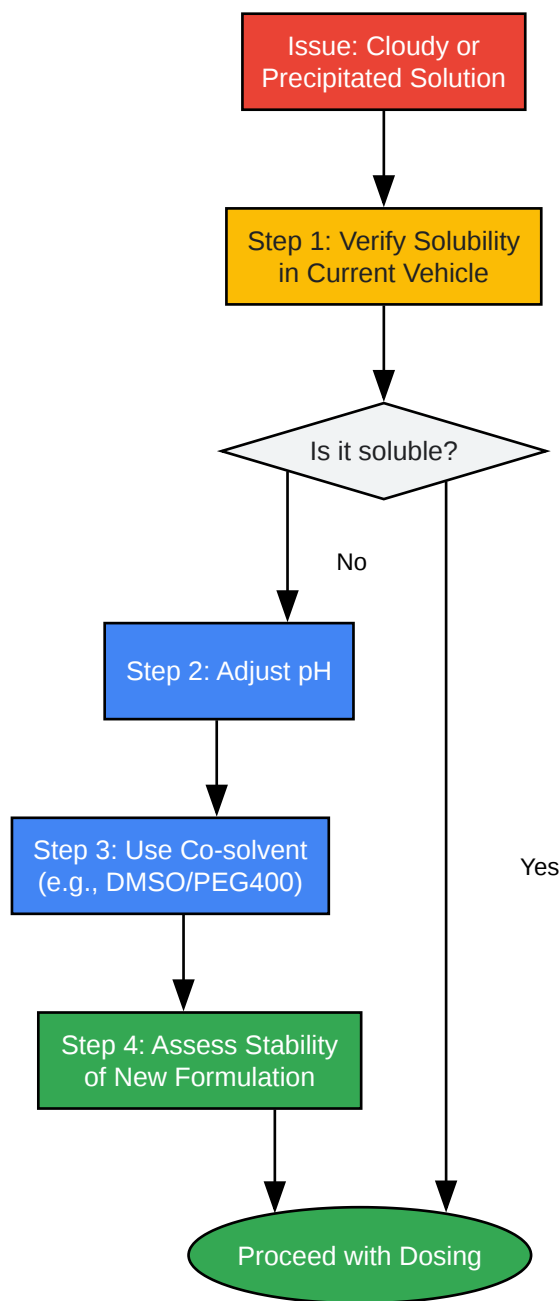 Issue: Cloudy or
Precipitated Solution
Step 1: Verify Solubility
in Current Vehicle
Is it soluble?
No
Step 2: Adjust pH
Step 3: Use Co-solvent
(e.g., DMSO/PEG400)
Yes
Step 4: Assess Stability
of New Formulation
Proceed with Dosing